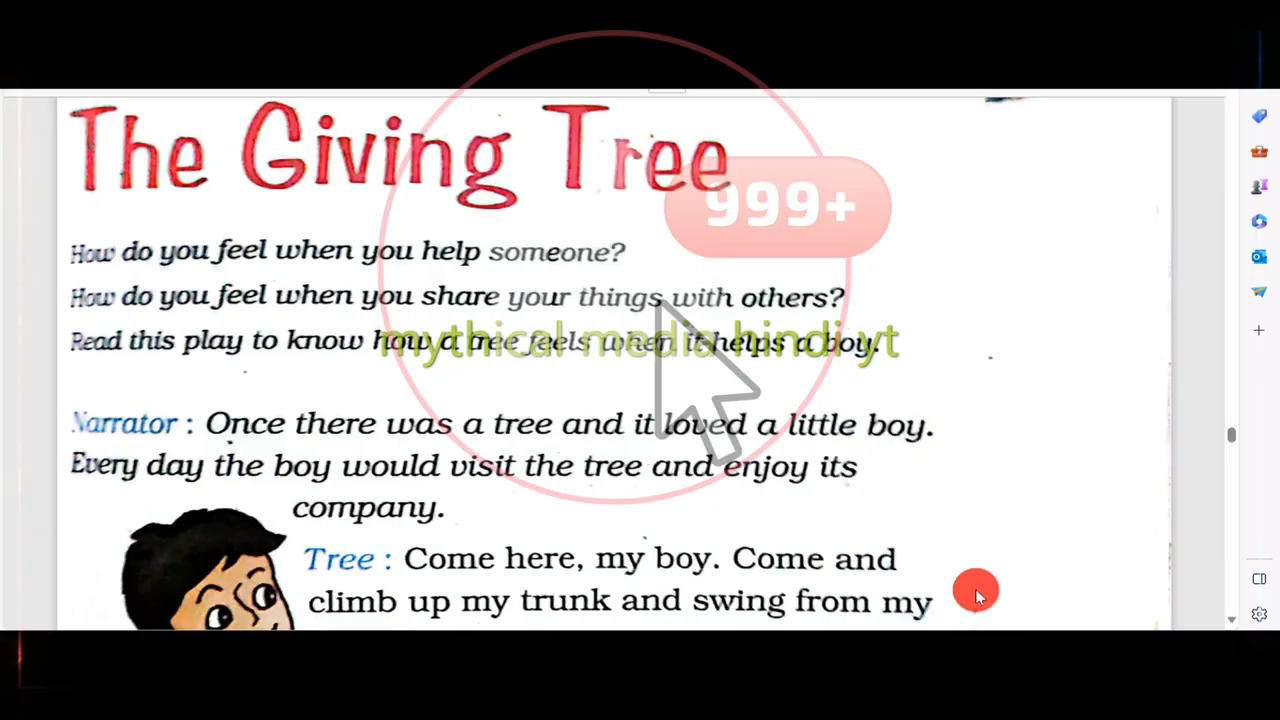 The Giving Tree
999+
How do you feel when you help someone?
How do you feel when you share your things with others?
Read this play to know how a tree feels when it helps a boy.
mythical media hindi yt
Narrator : Once there was a tree and it loved a little boy.
Every day the boy would visit the tree and enjoy its
company.
Tree : Come here, my boy. Come and
climb up my trunk and swing from my